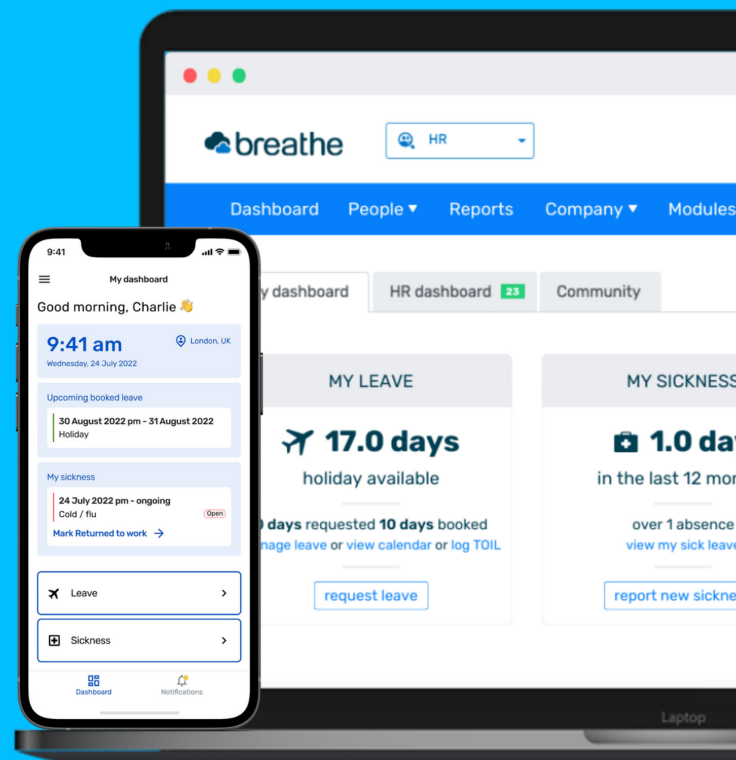 breathe
HR
Dashboard People Reports Company Modules
y dashboard HR dashboard 23 Community
MY LEAVE
17.0 days
holiday available
days requested 10 days booked
nage leave or view calendar or log TOIL
request leave
MY SICKNESS
1.0 da
in the last 12 mon
over 1 absence
view my sick leave
report new sickne
Laptop
9:41
My dashboard
Good morning, Charlie 👋
9:41 am
London, UK
Wednesday, 24 July 2022
Upcoming booked leave
30 August 2022 pm - 31 August 2022
Holiday
My sickness
24 July 2022 pm - ongoing
Cold / flu
Open
Mark Returned to work →
Leave
Sickness
Dashboard Notifications